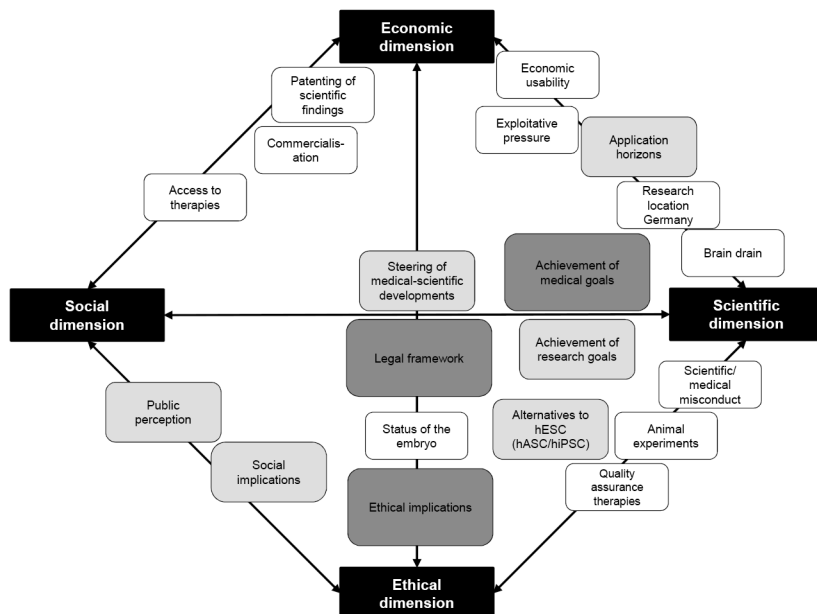 Economic
dimension
Economic
usability
Patenting of
scientific
findings
Exploitative
pressure
Application
horizons
Commercialis-
ation
Access to
therapies
Research
location
Germany
Brain drain
Steering of
medical-scientific
developments
Achievement of
medical goals
Social
dimension
Scientific
dimension
Legal framework
Achievement of
research goals
Scientific/
medical
misconduct
Public
perception
Status of the
embryo
Alternatives to
hESC
(hASC/hiPSC)
Animal
experiments
Social
implications
Quality
assurance
therapies
Ethical implications
Ethical
dimension